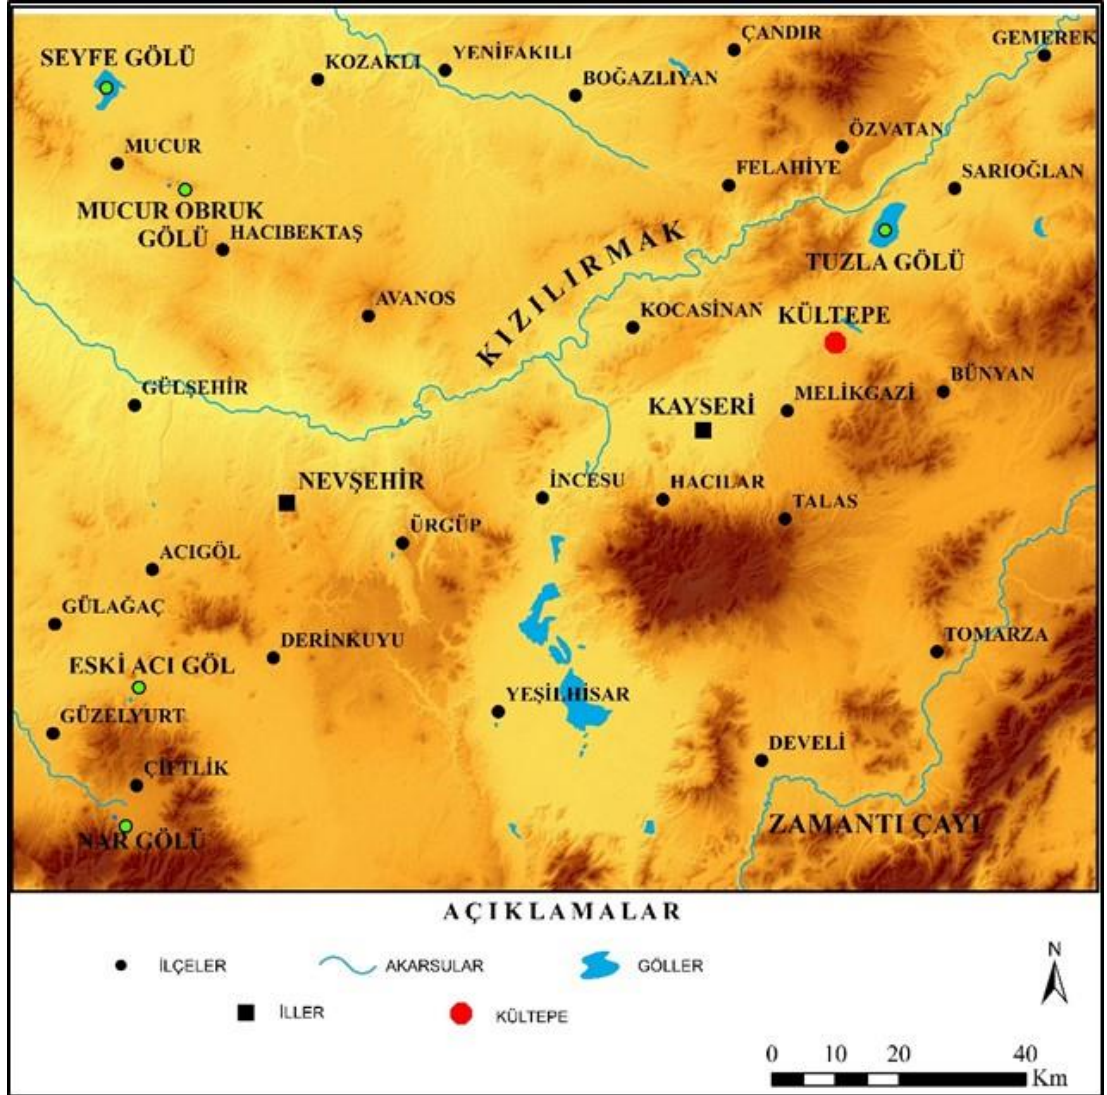 ÇANDIR
GEMEREK
SEYFE GÖLÜ
KOZAKLI
YENİFAKILI
BOĞAZLIYAN
ÖZVATAN
MUCUR
FELAHİYE
SARIOĞLAN
MUCUR OBRUK
GÖLÜ
HACIBEKTAŞ
KIZILIRMAK
TUZLA GÖLÜ
AVANOS
KOCASİNAN
KÜLTEPE
GÜLŞEHİR
BÜNYAN
MELİKGAZİ
KAYSERİ
NEVŞEHİR
İNCESU
HACILAR
TALAS
ÜRGÜP
ACIGÖL
GÜLAĞAÇ
DERİNKUYU
TOMARZA
ESKİ ACI GÖL
YEŞİLHİSAR
GÜZELYURT
DEVELİ
ÇİFTLİK
ZAMANTI ÇAYI
NAR GÖLÜ
AÇIKLAMALAR
İLÇELER
AKARSULAR
GÖLLER
N
İLLER
KÜLTEPE
0 10 20 40
Km